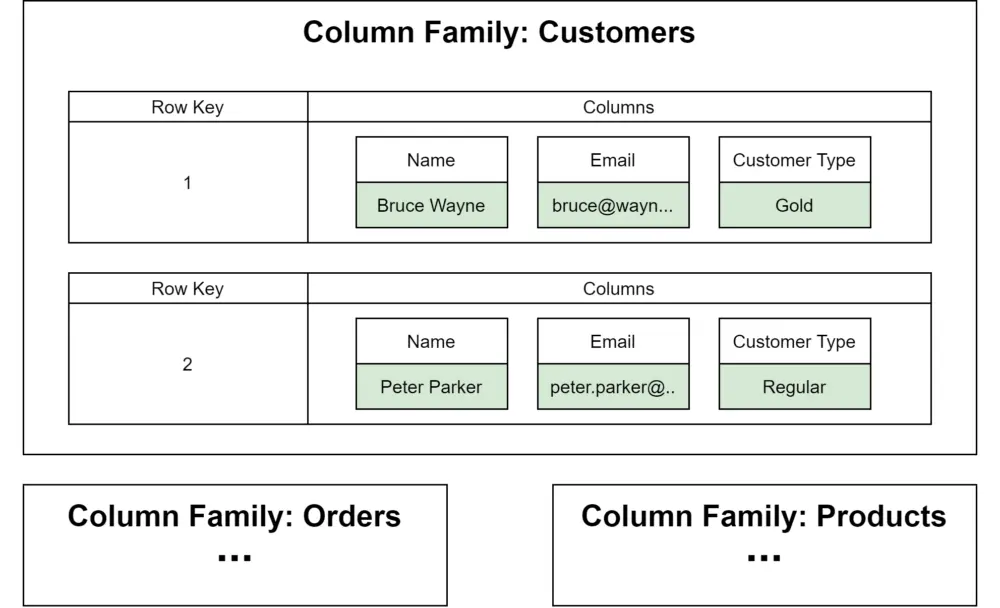 Column Family: Customers
Row Key Columns
Name Email Customer Type
1
Bruce Wayne bruce@wayn... Gold
Row Key Columns
Name Email Customer Type
2
Peter Parker peter.parker@.. Regular
Column Family: Orders
...
Column Family: Products
...